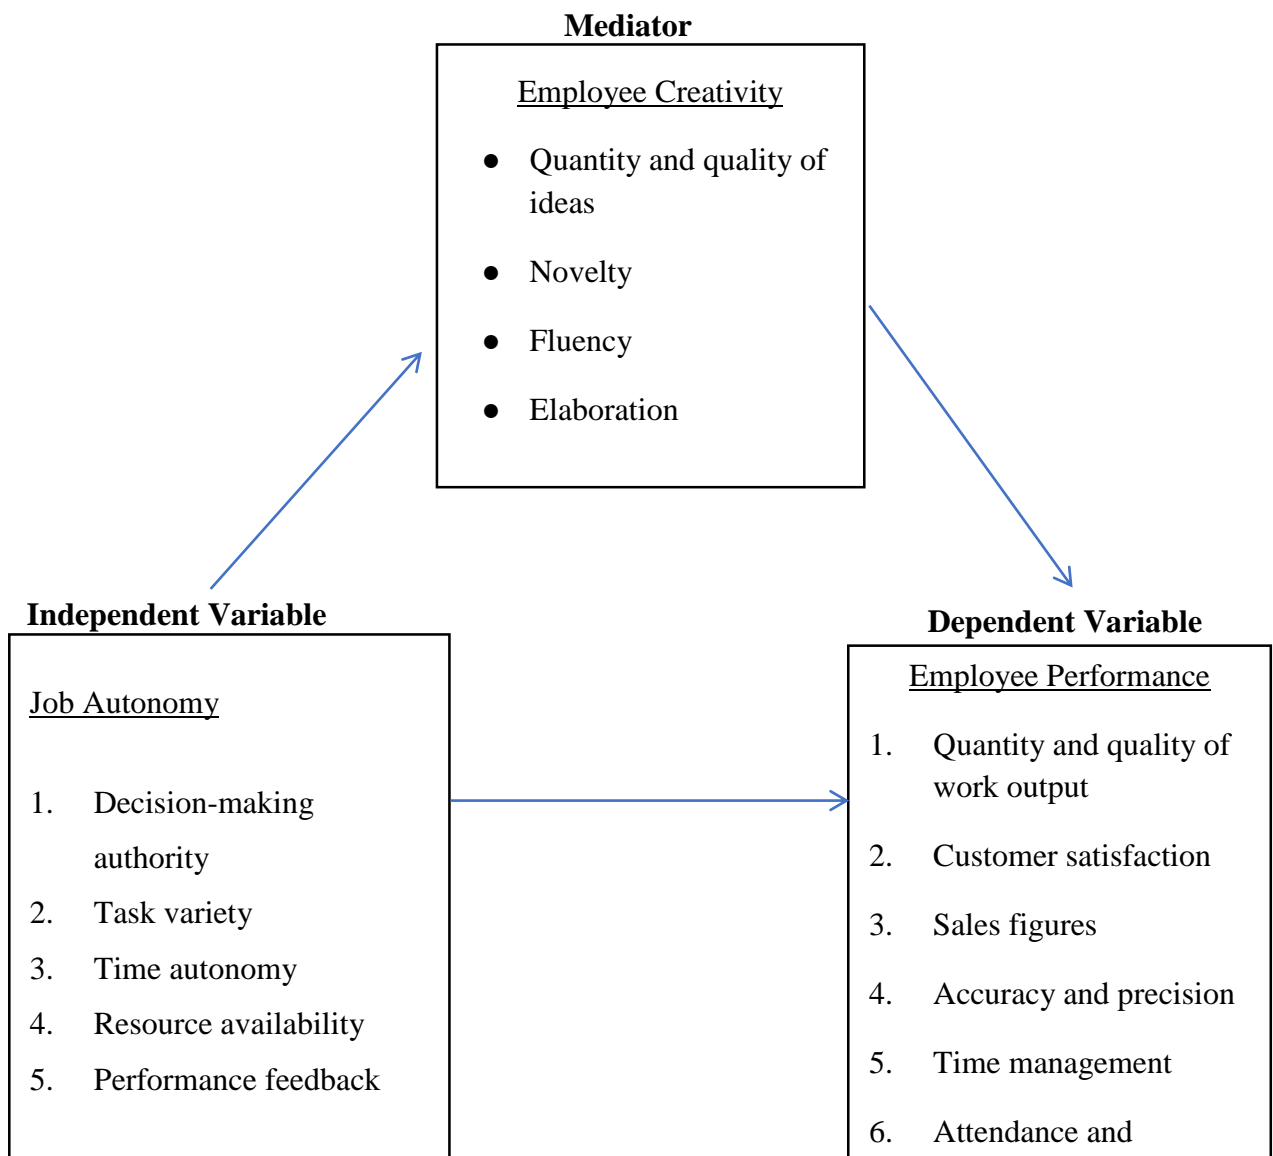 Mediator
Employee Creativity
● Quantity and quality of
ideas
● Novelty
● Fluency
● Elaboration
Independent Variable
Job Autonomy
1. Decision-making
authority
2. Task variety
3. Time autonomy
4. Resource availability
5. Performance feedback
Dependent Variable
Employee Performance
1. Quantity and quality of
work output
2. Customer satisfaction
3. Sales figures
4. Accuracy and precision
5. Time management
6. Attendance and